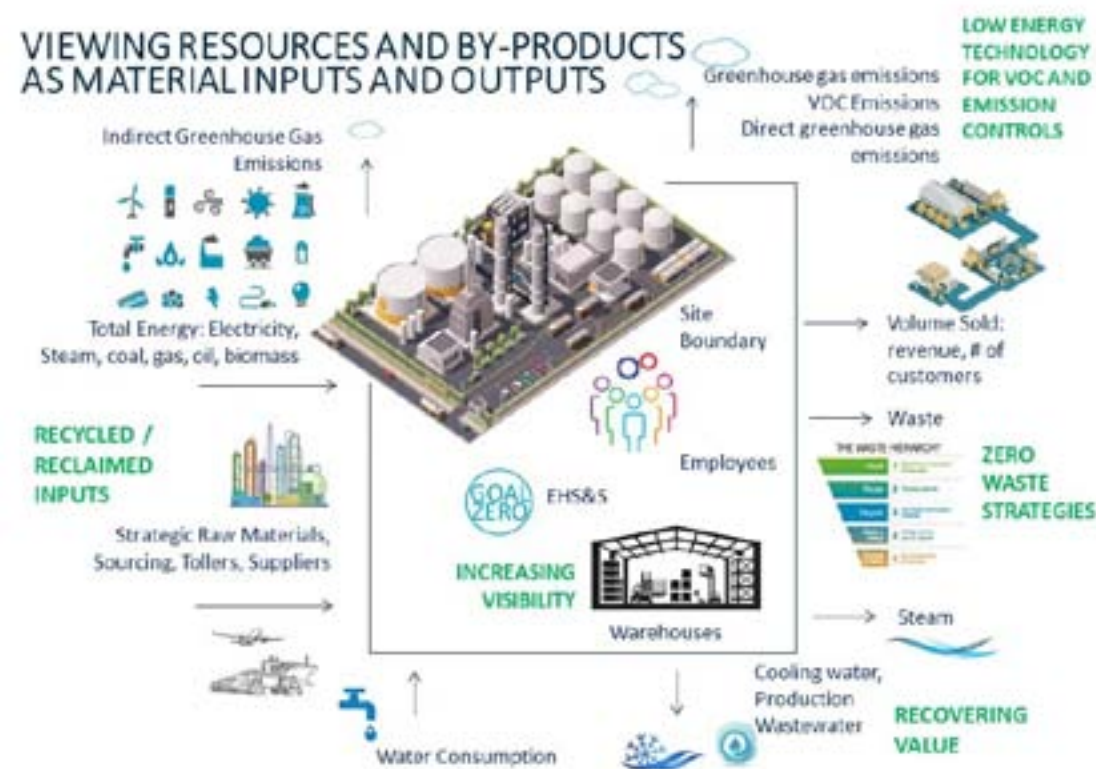 VIEWING RESOURCES AND BY-PRODUCTS
AS MATERIAL INPUTS AND OUTPUTS
LOW ENERGY
TECHNOLOGY
FOR VOC AND
EMISSION
CONTROLS
Greenhouse gas emissions
VOC Emissions
Direct greenhouse gas
emissions
Indirect Greenhouse Gas
Emissions
Total Energy: Electricity,
Steam, coal, gas, oil, biomass
Site
Boundary
Volume Sold:
revenue, # of
customers
Waste
RECYCLED /
RECLAIMED
INPUTS
THE WASTE HIERARCHY
ZERO
WASTE
STRATEGIES
Employees
GOAL
ZERO
EHS&S
Strategic Raw Materials,
Sourcing, Tollers, Suppliers
INCREASING
VISIBILITY
Warehouses
Steam
Cooling water,
Production
Wastewater
RECOVERING
VALUE
Water Consumption